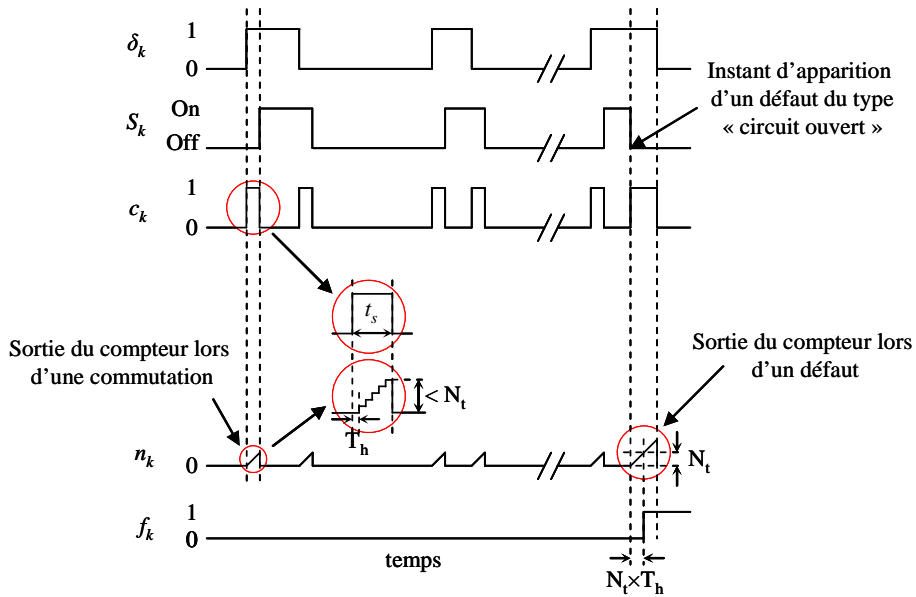 δk
1
0
Instant d’apparition
d’un défaut du type
« circuit ouvert »
Sk
On
Off
ck
1
0
ts
Sortie du compteur lors
d’une commutation
Sortie du compteur lors
d’un défaut
< Nt
Th
nk
0
Nt
fk
1
0
temps
Nt×Th